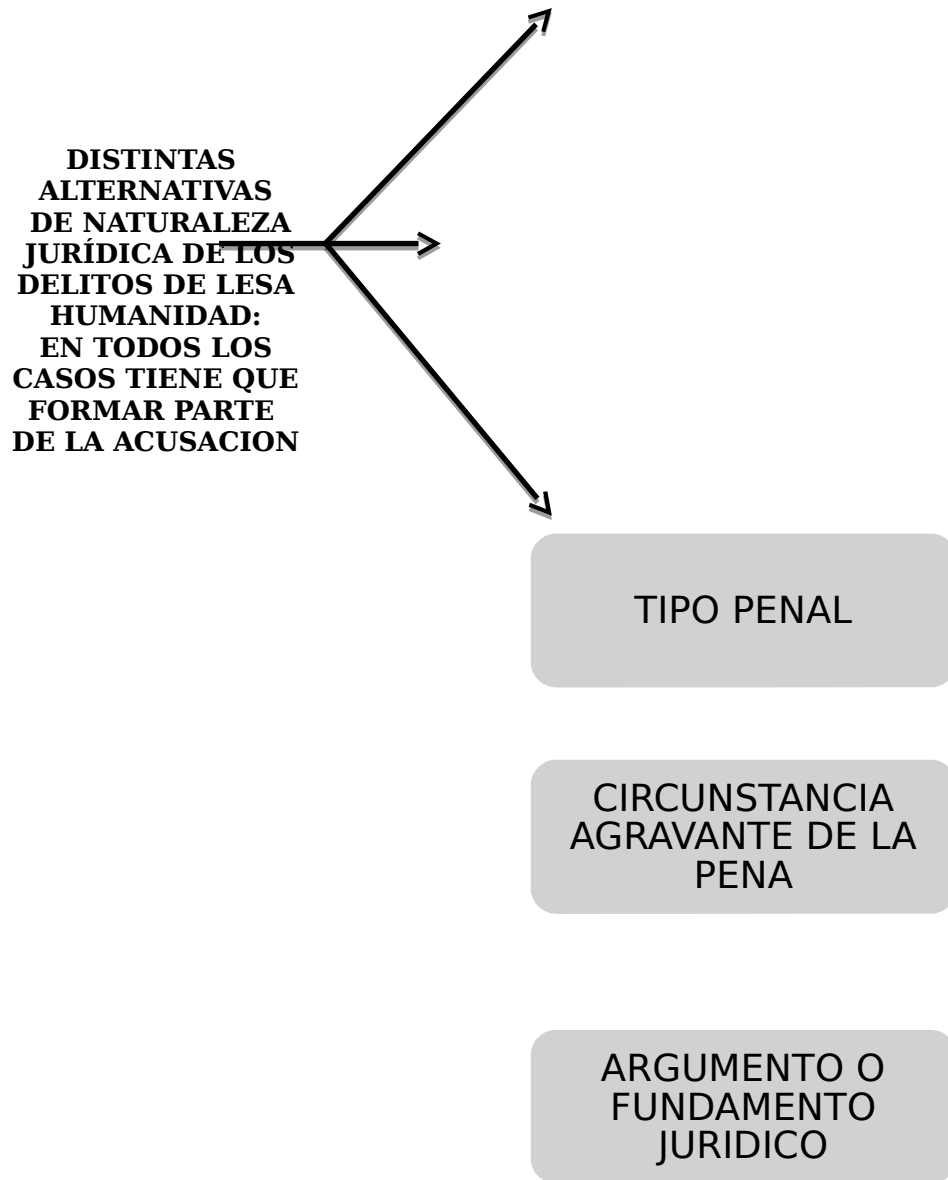 DISTINTAS
ALTERNATIVAS
DE NATURALEZA
JURÍDICA DE LOS
DELITOS DE LESA
HUMANIDAD:
EN TODOS LOS
CASOS TIENE QUE
FORMAR PARTE
DE LA ACUSACION
TIPO PENAL
CIRCUNSTANCIA
AGRAVANTE DE LA
PENA
ARGUMENTO O
FUNDAMENTO
JURIDICO